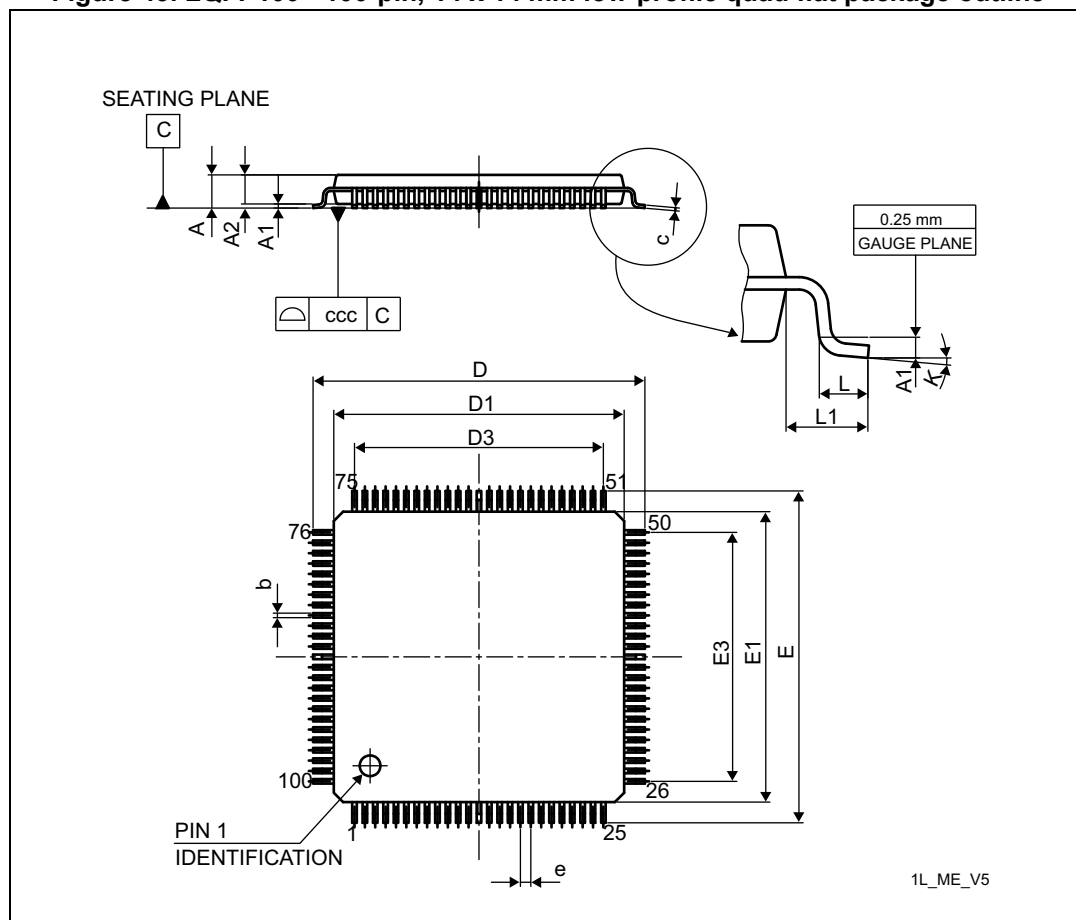 SEATING PLANE
C
A
A2
A1
c
ccc
C
0.25 mm
GAUGE PLANE
A1
K
L
L1
D
D1
D3
75
51
76
50
b
E3
E1
E
100
26
PIN 1
IDENTIFICATION
1
25
e
1L_ME_V5